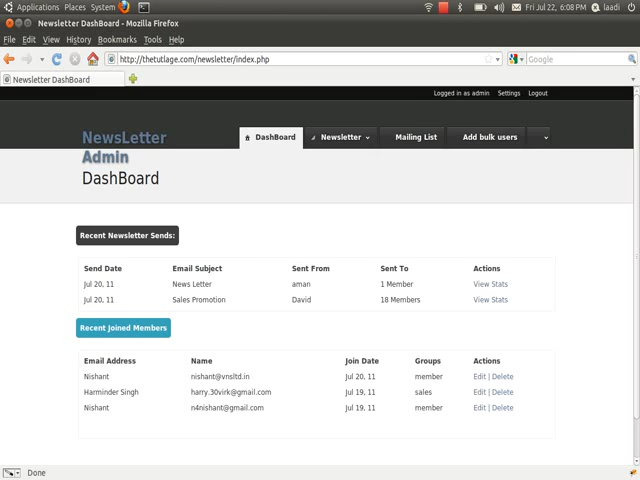 Applications Places System Fri Jul 22, 6:08 PM laadi
Newsletter DashBoard - Mozilla Firefox
File Edit View History Bookmarks Tools Help
http://thetutlage.com/newsletter/index.php Google
Newsletter DashBoard
Logged in as admin Settings Logout
NewsLetter
Admin
DashBoard Newsletter Mailing List Add bulk users
DashBoard
Recent Newsletter Sends:
Send Date Email Subject Sent From Sent To Actions
Jul 20, 11 News Letter aman 1 Member View Stats
Jul 20, 11 Sales Promotion David 18 Members View Stats
Recent Joined Members
Email Address Name Join Date Groups Actions
Nishant nishant@vnsltd.in Jul 20, 11 member Edit | Delete
Harminder Singh harry.30virk@gmail.com Jul 19, 11 sales Edit | Delete
Nishant n4nishant@gmail.com Jul 19, 11 member Edit | Delete
Done